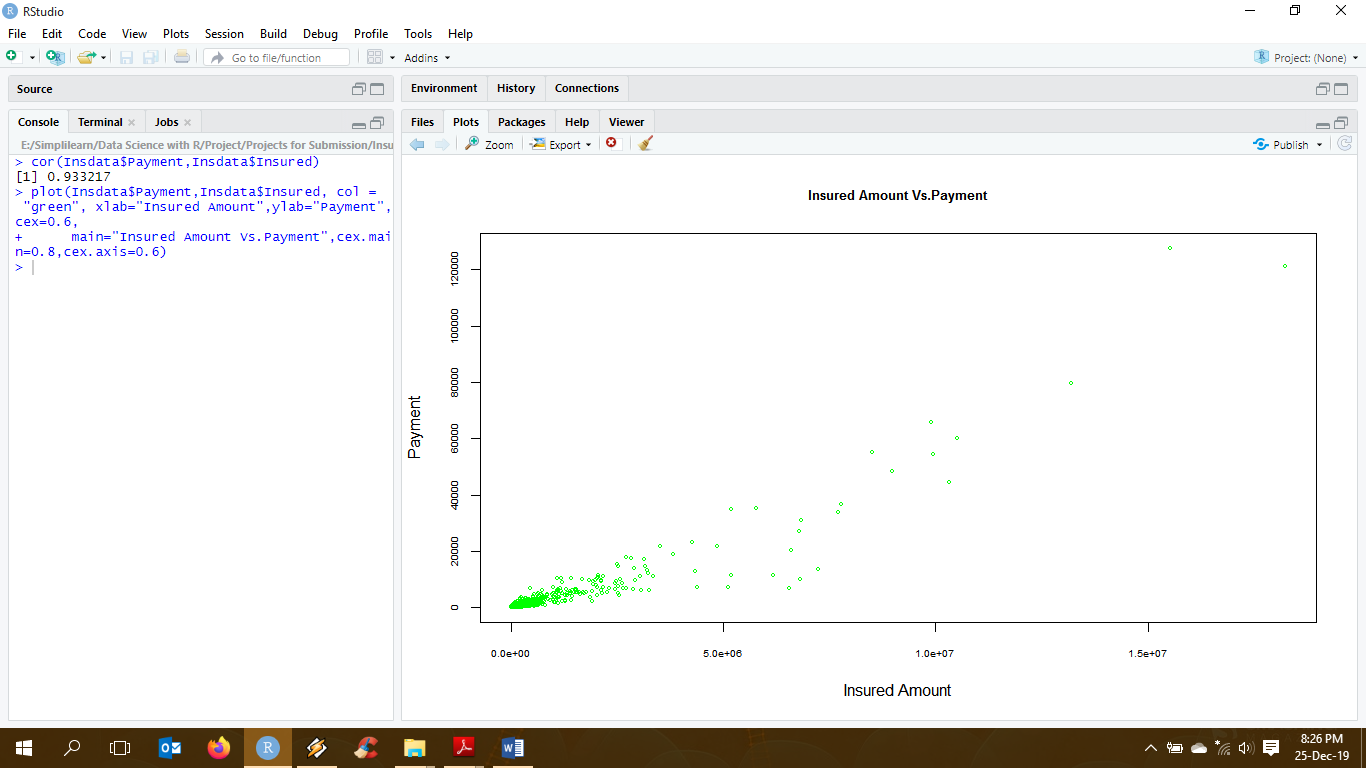 RStudio
File Edit Code View Plots Session Build Debug Profile Tools Help
Go to file/function
Addins
Project: (None)
Source
Console Terminal Jobs
E:/Simplilearn/Data Science with R/Project/Projects for Submission/Insu
> cor(Insdata$Payment,Insdata$Insured)
[1] 0.933217
> plot(Insdata$Payment,Insdata$Insured, col =
"green", xlab="Insured Amount",ylab="Payment",
cex=0.6,
+ main="Insured Amount Vs.Payment",cex.mai
n=0.8,cex.axis=0.6)
>
Environment History Connections
Files Plots Packages Help Viewer
Zoom Export Publish
Insured Amount Vs.Payment
Payment
120000
100000
80000
60000
40000
20000
0
0.0e+00 5.0e+06 1.0e+07 1.5e+07
Insured Amount
8:26 PM
25-Dec-19